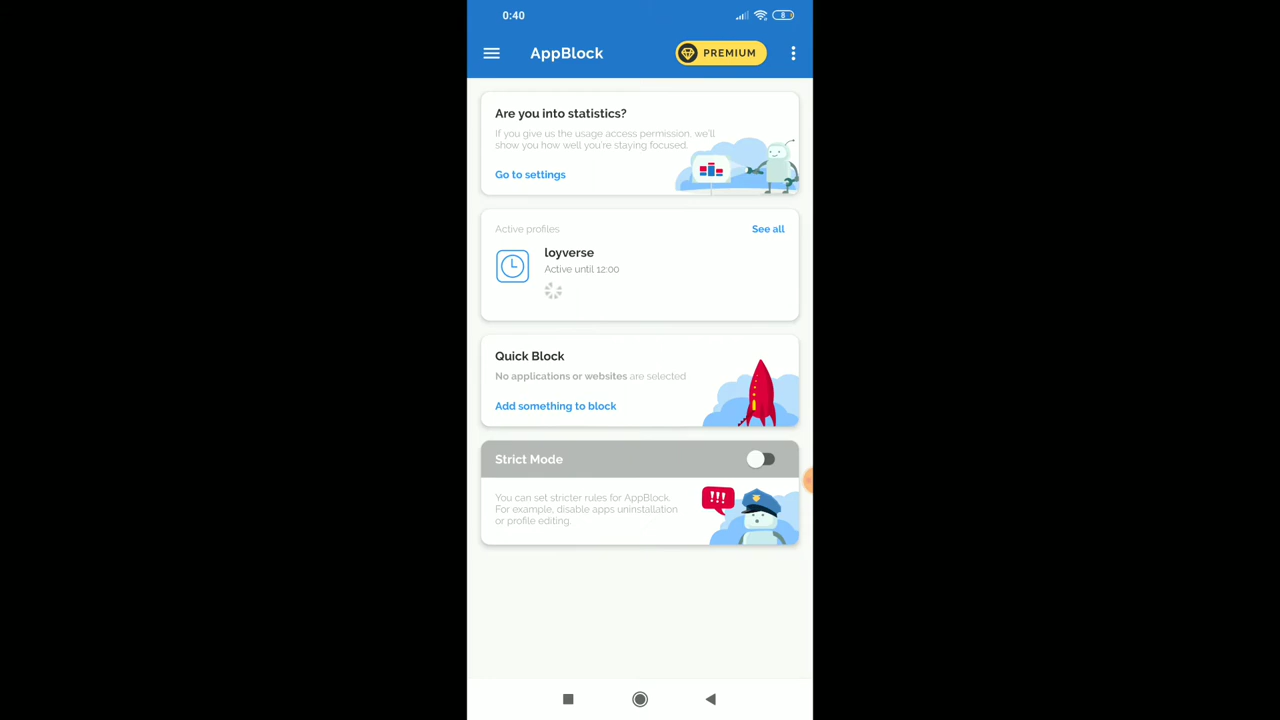 0:40
8
AppBlock
PREMIUM
Are you into statistics?
If you give us the usage access permission, we'll
show you how well you're staying focused.
Go to settings
Active profiles
See all
loyverse
Active until 12:00
Quick Block
No applications or websites are selected
Add something to block
Strict Mode
You can set stricter rules for AppBlock.
For example, disable apps uninstallation
or profile editing.
!!!